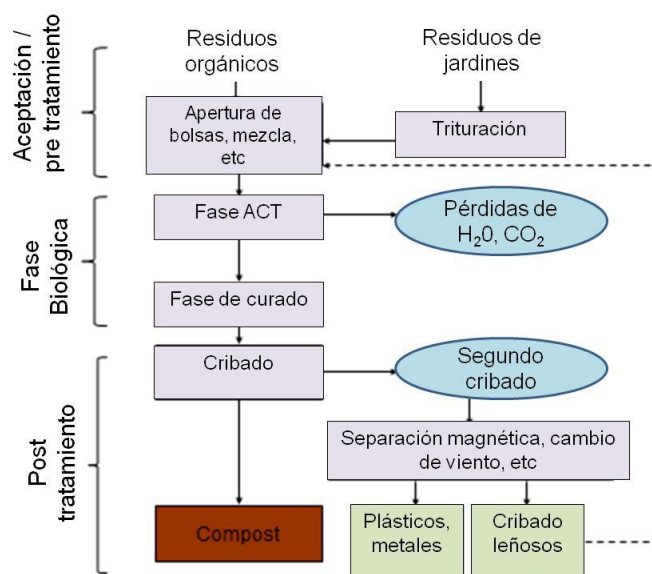 Aceptación /
pre tratamiento
Residuos
orgánicos
Residuos de
jardines
Apertura de
bolsas, mezcla,
etc
Trituración
Fase
Biológica
Fase ACT
Pérdidas de
H₂0, CO₂
Fase de curado
Post
tratamiento
Cribado
Segundo
cribado
Separación magnética, cambio
de viento, etc
Compost
Plásticos,
metales
Cribado
leñosos